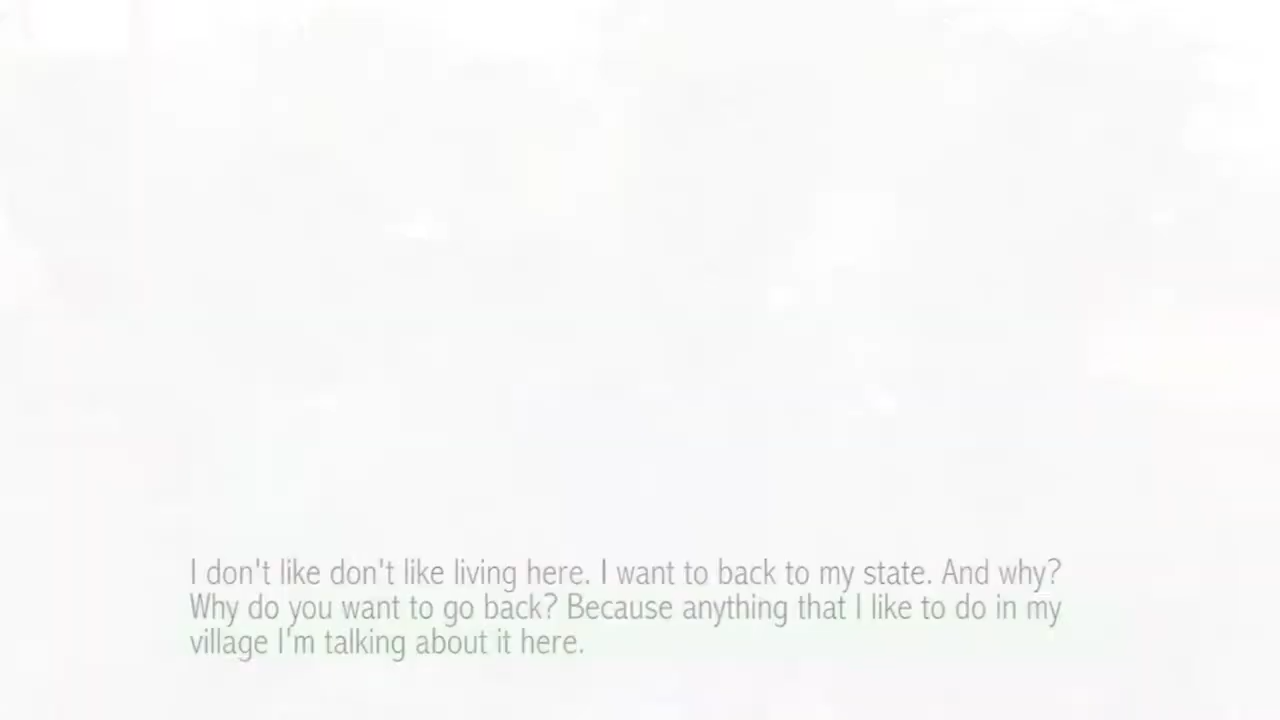 I don't like don't like living here. I want to back to my state. And why?
Why do you want to go back? Because anything that I like to do in my
village I'm talking about it here.